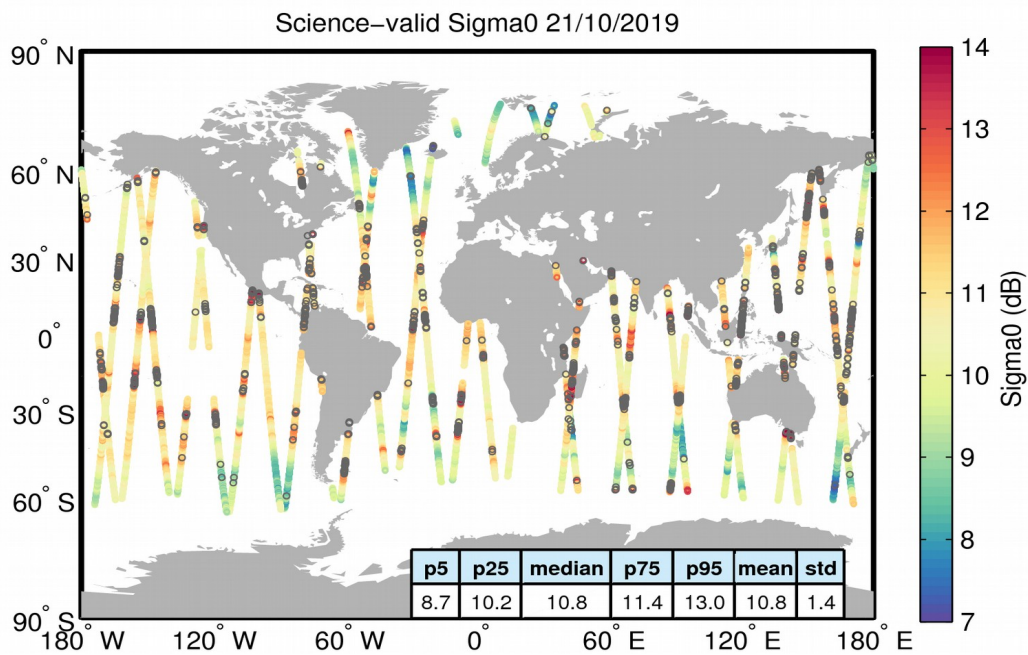 Science−valid Sigma0 21/10/2019
90° N
60° N
30° N
0°
30° S
60° S
90° S
180° W
120° W
60° W
0°
60° E
120° E
180° E
p5 p25 median p75 p95 mean std
8.7 10.2 10.8 11.4 13.0 10.8 1.4
14
13
12
11
10
9
8
7
Sigma0 (dB)